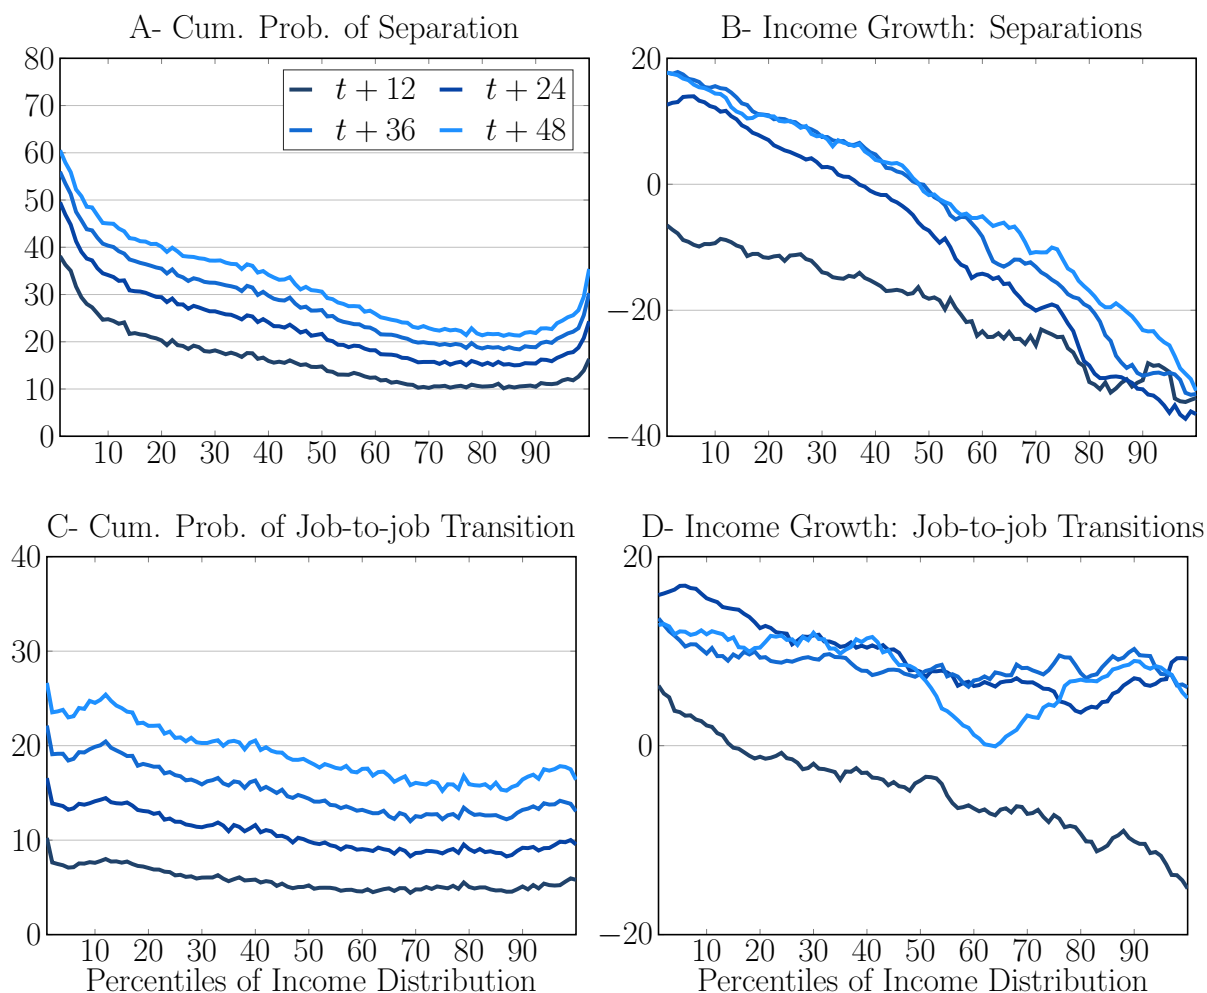 A- Cum. Prob. of Separation
80
70
60
50
40
30
20
10
0
t + 12
t + 24
t + 36
t + 48
10 20 30 40 50 60 70 80 90
B- Income Growth: Separations
20
0
−20
−40
10 20 30 40 50 60 70 80 90
C- Cum. Prob. of Job-to-job Transition
40
30
20
10
0
10 20 30 40 50 60 70 80 90
Percentiles of Income Distribution
D- Income Growth: Job-to-job Transitions
20
0
−20
10 20 30 40 50 60 70 80 90
Percentiles of Income Distribution